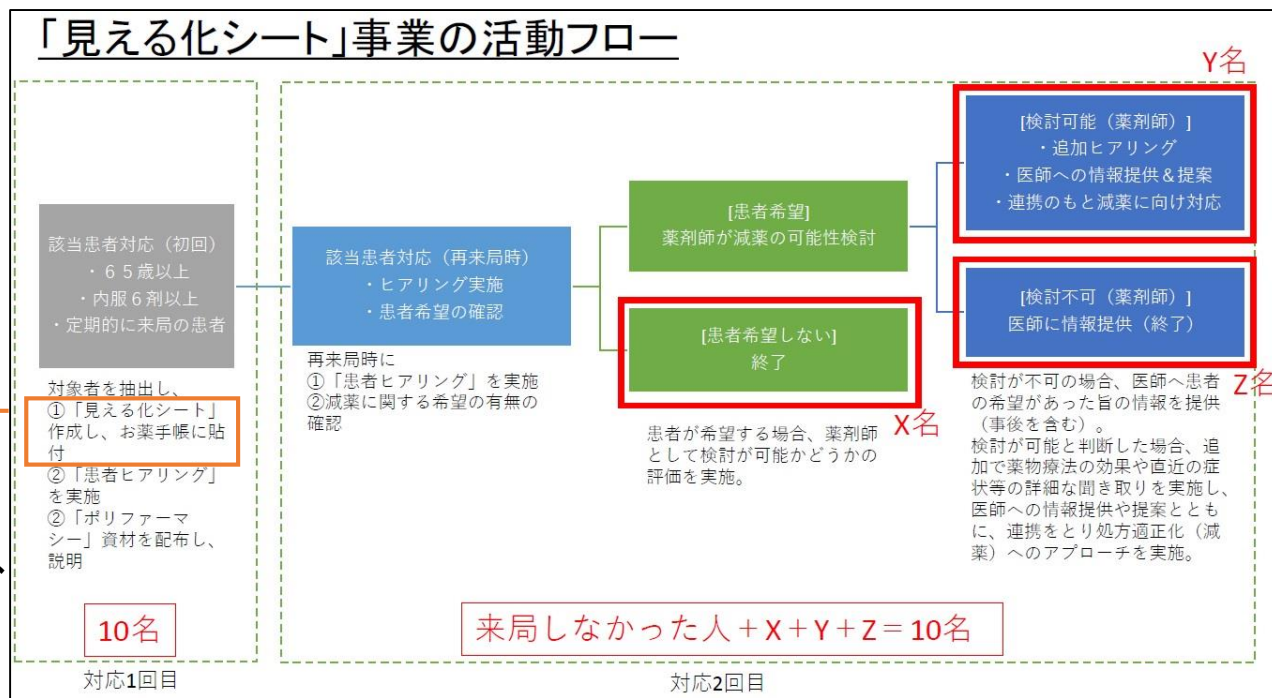 「見える化シート」事業の活動フロー
該当患者対応（初回）
・６５歳以上
・内服６剤以上
・定期的に来局の患者
対象者を抽出し、
①「見える化シート」
作成し、お薬手帳に貼
付
②「患者ヒアリング」
を実施
②「ポリファーマ
シー」資材を配布し、
説明
10名
対応1回目
該当患者対応（再来局時）
・ヒアリング実施
・患者希望の確認
再来局時に
①「患者ヒアリング」を実施
②減薬に関する希望の有無の
確認
[患者希望]
薬剤師が減薬の可能性検討
[患者希望しない]
終了
X名
患者が希望する場合、薬剤師
として検討が可能かどうかの
評価を実施。
Y名
[検討可能（薬剤師）]
・追加ヒアリング
・医師への情報提供＆提案
・連携のもと減薬に向け対応
[検討不可（薬剤師）]
医師に情報提供（終了）
Z名
検討が不可の場合、医師へ患者
の希望があった旨の情報を提供
（事後を含む）。
検討が可能と判断した場合、追
加で薬物療法の効果や直近の症
状等の詳細な聞き取りを実施し、
医師への情報提供や提案ととも
に、連携をとり処方適正化（減
薬）へのアプローチを実施。
来局しなかった人＋X＋Y＋Z＝10名
対応2回目